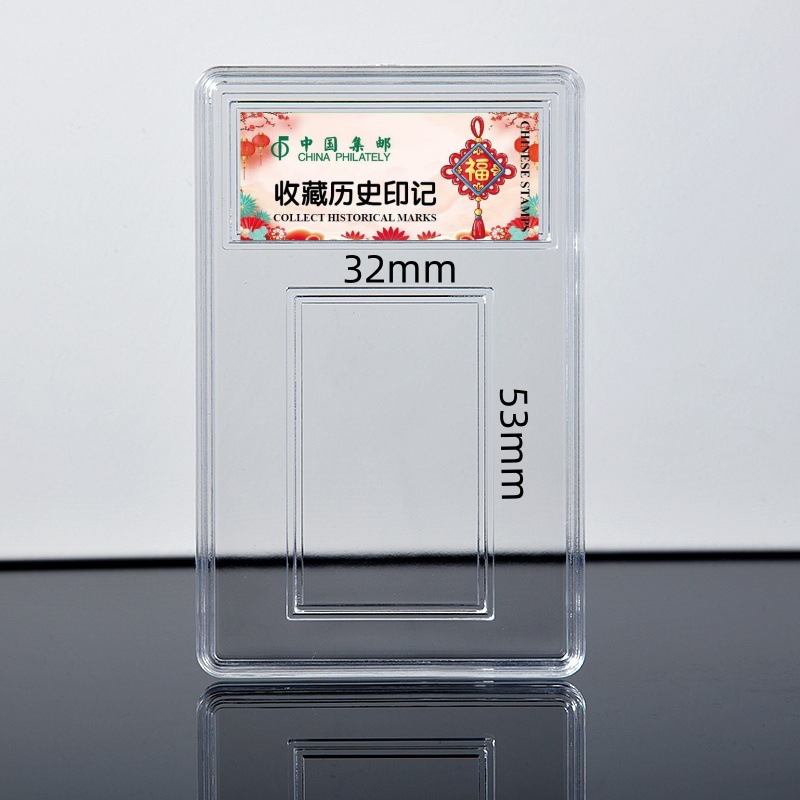 中国集邮
CHINA PHILATELY
收藏历史印记
COLLECT HISTORICAL MARKS
福
CHINESE STAMPS
32mm
53mm